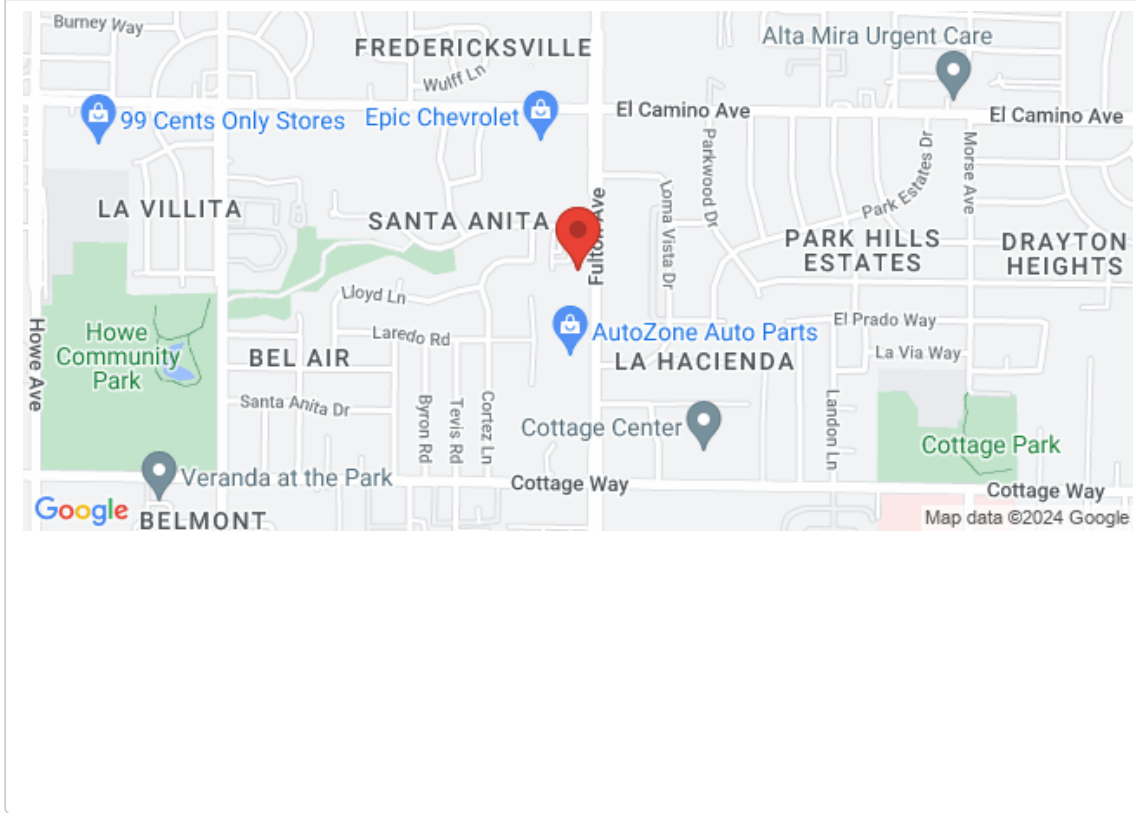 Burney Way
FREDERICKSVILLE
Alta Mira Urgent Care
Wulff Ln
99 Cents Only Stores
Epic Chevrolet
El Camino Ave
El Camino Ave
Parkwood Dr
Park Estates Dr
Morse Ave
LA VILLITA
SANTA ANITA
Fulton Ave
Loma Vista Dr
PARK HILLS
ESTATES
DRAYTON
HEIGHTS
Lloyd Ln
Howe Ave
Howe
Community
Park
Laredo Rd
AutoZone Auto Parts
El Prado Way
BEL AIR
LA HACIENDA
La Via Way
Santa Anita Dr
Byron Rd
Tevis Rd
Cortez Ln
Cottage Center
Landon Ln
Cottage Park
Veranda at the Park
Cottage Way
Cottage Way
Google
BELMONT
Map data ©2024 Google